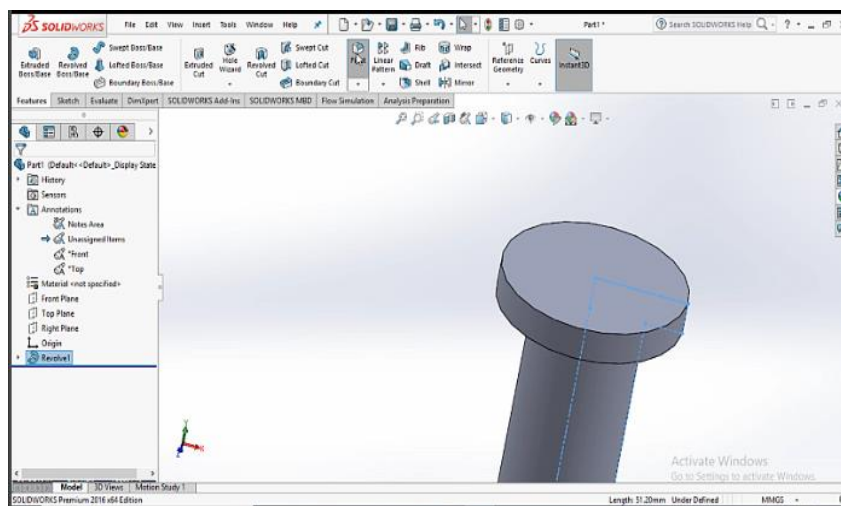 SOLIDWORKS File Edit View Insert Tools Window Help Part1 * Search SOLIDWORKS Help
Extruded Boss/Base Revolved Boss/Base Swept Boss/Base Lofted Boss/Base Boundary Boss/Base Extruded Cut Hole Wizard Revolved Cut Swept Cut Lofted Cut Boundary Cut Linear Pattern Rib Draft Shell Wrap Intersect Mirror Reference Geometry Curves Instant3D
Features Sketch Evaluate DimXpert SOLIDWORKS Add-Ins SOLIDWORKS MBD Flow Simulation Analysis Preparation
Part1 (Default<<Default>_Display State
History
Sensors
Annotations
Notes Area
Unassigned Items
*Front
*Top
Material <not specified>
Front Plane
Top Plane
Right Plane
Origin
Revolve1
Activate Windows
Go to Settings to activate Windows.
Model 3D Views Motion Study 1
SOLIDWORKS Premium 2016 x64 Edition Length: 51.20mm Under Defined MMGS